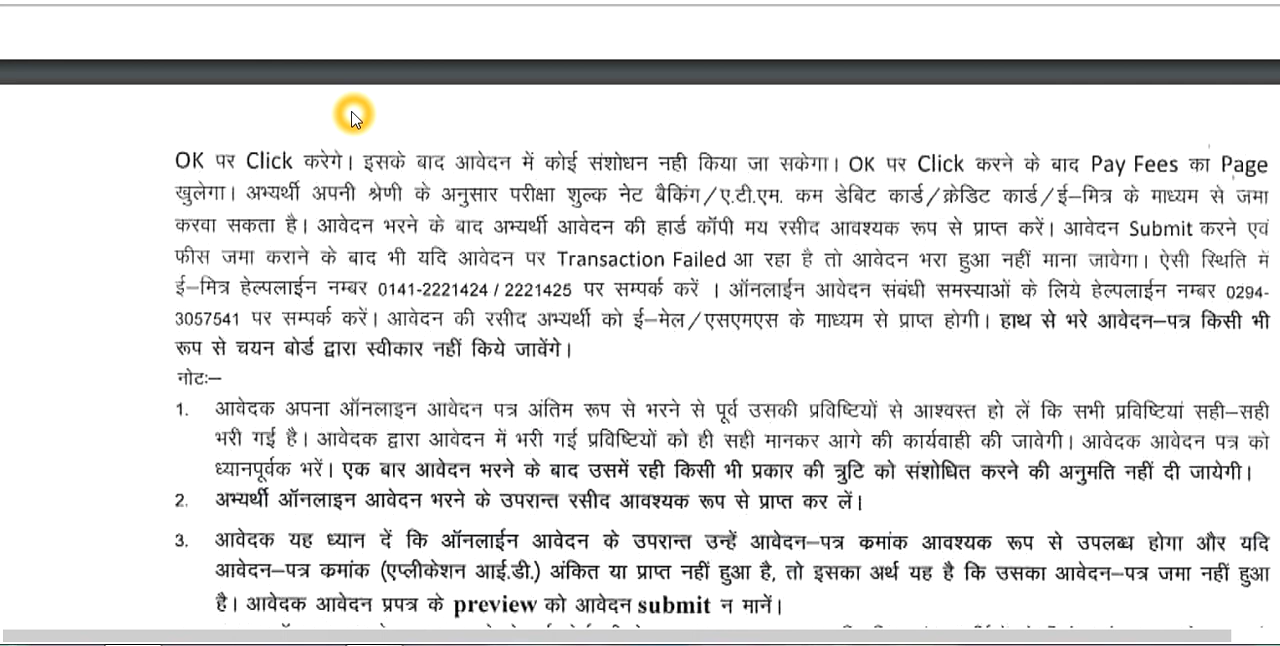 OK पर Click करेगे। इसके बाद आवेदन में कोई संशोधन नही किया जा सकेगा। OK पर Click करने के बाद Pay Fees का Page
खुलेगा। अभ्यर्थी अपनी श्रेणी के अनुसार परीक्षा शुल्क नेट बैकिंग/ए.टी.एम. कम डेबिट कार्ड/क्रेडिट कार्ड/ई–मित्र के माध्यम से जमा
करवा सकता है। आवेदन भरने के बाद अभ्यर्थी आवेदन की हार्ड कॉपी मय रसीद आवश्यक रूप से प्राप्त करें। आवेदन Submit करने एवं
फीस जमा कराने के बाद भी यदि आवेदन पर Transaction Failed आ रहा है तो आवेदन भरा हुआ नहीं माना जावेगा। ऐसी स्थिति में
ई–मित्र हेल्पलाईन नम्बर 0141-2221424 / 2221425 पर सम्पर्क करें । ऑनलाईन आवेदन संबंधी समस्याओं के लिये हेल्पलाईन नम्बर 0294-
3057541 पर सम्पर्क करें। आवेदन की रसीद अभ्यर्थी को ई–मेल/एसएमएस के माध्यम से प्राप्त होगी। हाथ से भरे आवेदन–पत्र किसी भी
रूप से चयन बोर्ड द्वारा स्वीकार नहीं किये जावेंगे।
नोटः–
1. आवेदक अपना ऑनलाइन आवेदन पत्र अंतिम रूप से भरने से पूर्व उसकी प्रविष्टियों से आश्वस्त हो लें कि सभी प्रविष्टियां सही–सही
भरी गई है। आवेदक द्वारा आवेदन में भरी गई प्रविष्टियों को ही सही मानकर आगे की कार्यवाही की जावेगी। आवेदक आवेदन पत्र को
ध्यानपूर्वक भरें। एक बार आवेदन भरने के बाद उसमें रही किसी भी प्रकार की त्रुटि को संशोधित करने की अनुमति नहीं दी जायेगी।
2. अभ्यर्थी ऑनलाइन आवेदन भरने के उपरान्त रसीद आवश्यक रूप से प्राप्त कर लें।
3. आवेदक यह ध्यान दें कि ऑनलाईन आवेदन के उपरान्त उन्हें आवेदन–पत्र कमांक आवश्यक रूप से उपलब्ध होगा और यदि
आवेदन–पत्र कमांक (एप्लीकेशन आई.डी.) अंकित या प्राप्त नहीं हुआ है, तो इसका अर्थ यह है कि उसका आवेदन–पत्र जमा नहीं हुआ
है। आवेदक आवेदन प्रपत्र के preview को आवेदन submit न मानें।